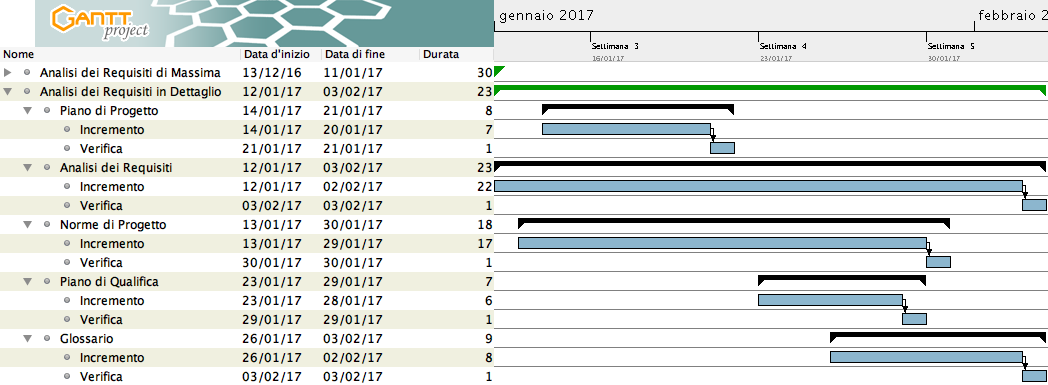 GANTT
project
gennaio 2017 febbraio 2
Nome Data d'inizio Data di fine Durata
Settimana 3 Settimana 4 Settimana 5
16/01/17 23/01/17 30/01/17
Analisi dei Requisiti di Massima 13/12/16 11/01/17 30
Analisi dei Requisiti in Dettaglio 12/01/17 03/02/17 23
Piano di Progetto 14/01/17 21/01/17 8
Incremento 14/01/17 20/01/17 7
Verifica 21/01/17 21/01/17 1
Analisi dei Requisiti 12/01/17 03/02/17 23
Incremento 12/01/17 02/02/17 22
Verifica 03/02/17 03/02/17 1
Norme di Progetto 13/01/17 30/01/17 18
Incremento 13/01/17 29/01/17 17
Verifica 30/01/17 30/01/17 1
Piano di Qualifica 23/01/17 29/01/17 7
Incremento 23/01/17 28/01/17 6
Verifica 29/01/17 29/01/17 1
Glossario 26/01/17 03/02/17 9
Incremento 26/01/17 02/02/17 8
Verifica 03/02/17 03/02/17 1